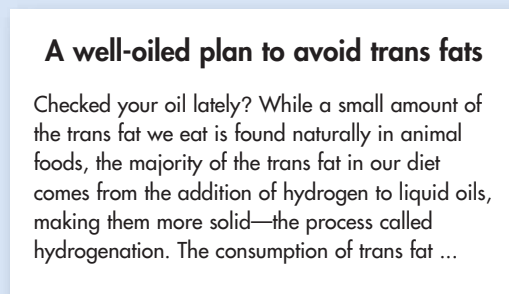 A well-oiled plan to avoid trans fats
Checked your oil lately? While a small amount of
the trans fat we eat is found naturally in animal
foods, the majority of the trans fat in our diet
comes from the addition of hydrogen to liquid oils,
making them more solid—the process called
hydrogenation. The consumption of trans fat ...